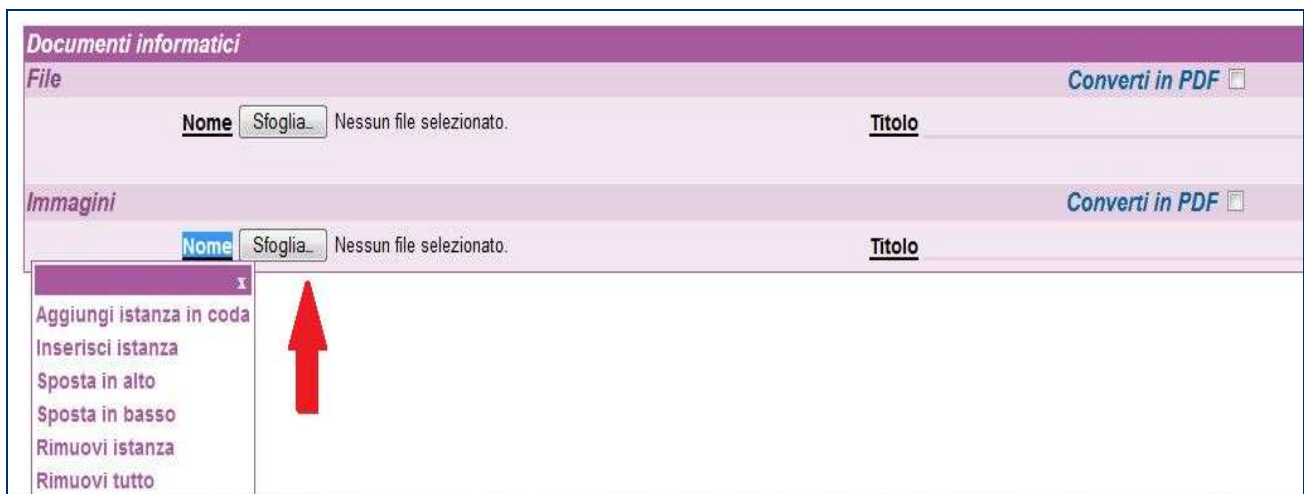 Documenti informatici
File Converti in PDF
Nome Sfoglia... Nessun file selezionato. Titolo
Immagini Converti in PDF
Nome Sfoglia... Nessun file selezionato. Titolo
x
Aggiungi istanza in coda
Inserisci istanza
Sposta in alto
Sposta in basso
Rimuovi istanza
Rimuovi tutto